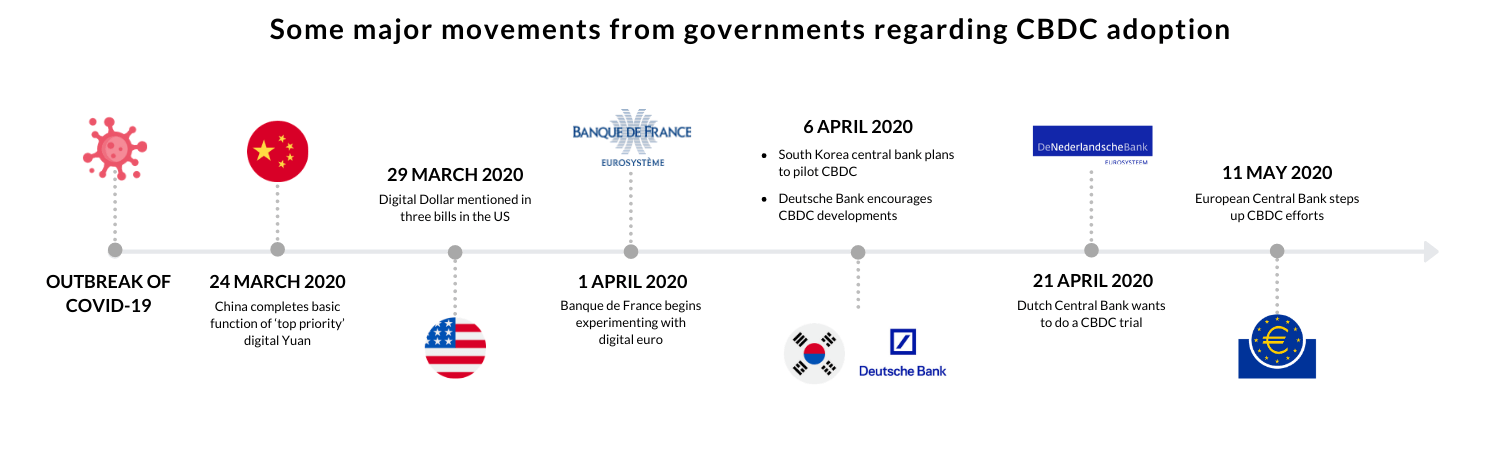 Some major movements from governments regarding CBDC adoption
OUTBREAK OF
COVID-19
24 MARCH 2020
China completes basic
function of ‘top priority’
digital Yuan
29 MARCH 2020
Digital Dollar mentioned in
three bills in the US
BANQUE DE FRANCE
EUROSYSTÈME
1 APRIL 2020
Banque de France begins
experimenting with
digital euro
6 APRIL 2020
• South Korea central bank plans
to pilot CBDC
• Deutsche Bank encourages
CBDC developments
Deutsche Bank
DeNederlandscheBank
EUROSYSTEEM
21 APRIL 2020
Dutch Central Bank wants
to do a CBDC trial
11 MAY 2020
European Central Bank steps
up CBDC efforts
€